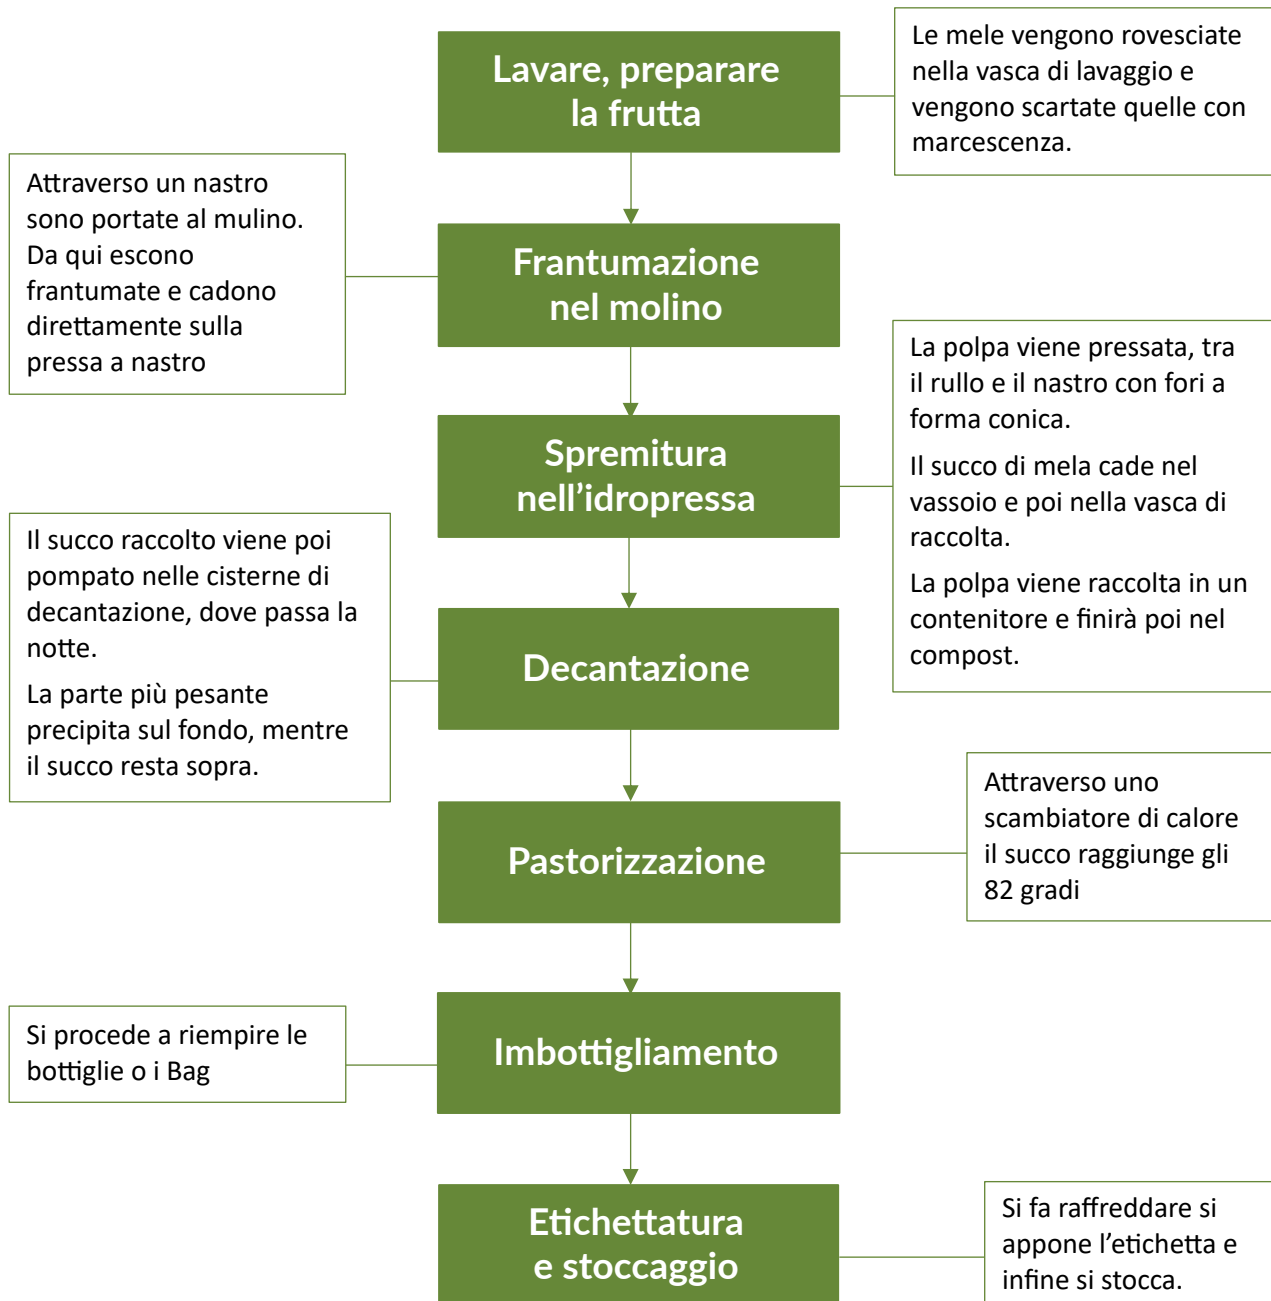 Lavare, preparare
la frutta
Le mele vengono rovesciate
nella vasca di lavaggio e
vengono scartate quelle con
marcescenza.
Attraverso un nastro
sono portate al mulino.
Da qui escono
frantumate e cadono
direttamente sulla
pressa a nastro
Frantumazione
nel molino
Spremitura
nell’idropressa
La polpa viene pressata, tra
il rullo e il nastro con fori a
forma conica.
Il succo di mela cade nel
vassoio e poi nella vasca di
raccolta.
La polpa viene raccolta in un
contenitore e finirà poi nel
compost.
Il succo raccolto viene poi
pompato nelle cisterne di
decantazione, dove passa la
notte.
La parte più pesante
precipita sul fondo, mentre
il succo resta sopra.
Decantazione
Pastorizzazione
Attraverso uno
scambiatore di calore
il succo raggiunge gli
82 gradi
Si procede a riempire le
bottiglie o i Bag
Imbottigliamento
Etichettatura
e stoccaggio
Si fa raffreddare si
appone l’etichetta e
infine si stocca.